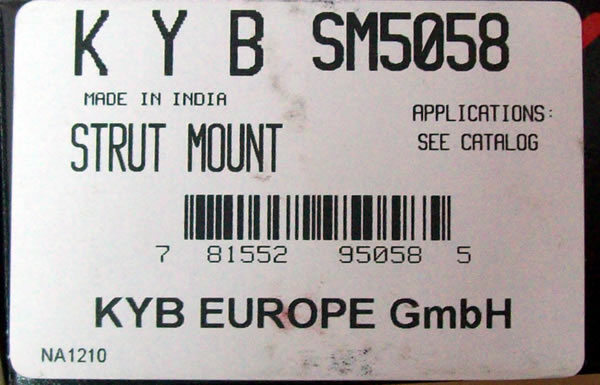 K Y B SM5058
MADE IN INDIA
APPLICATIONS:
STRUT MOUNT
SEE CATALOG
7 81552 95058 5
KYB EUROPE GmbH
NA1210